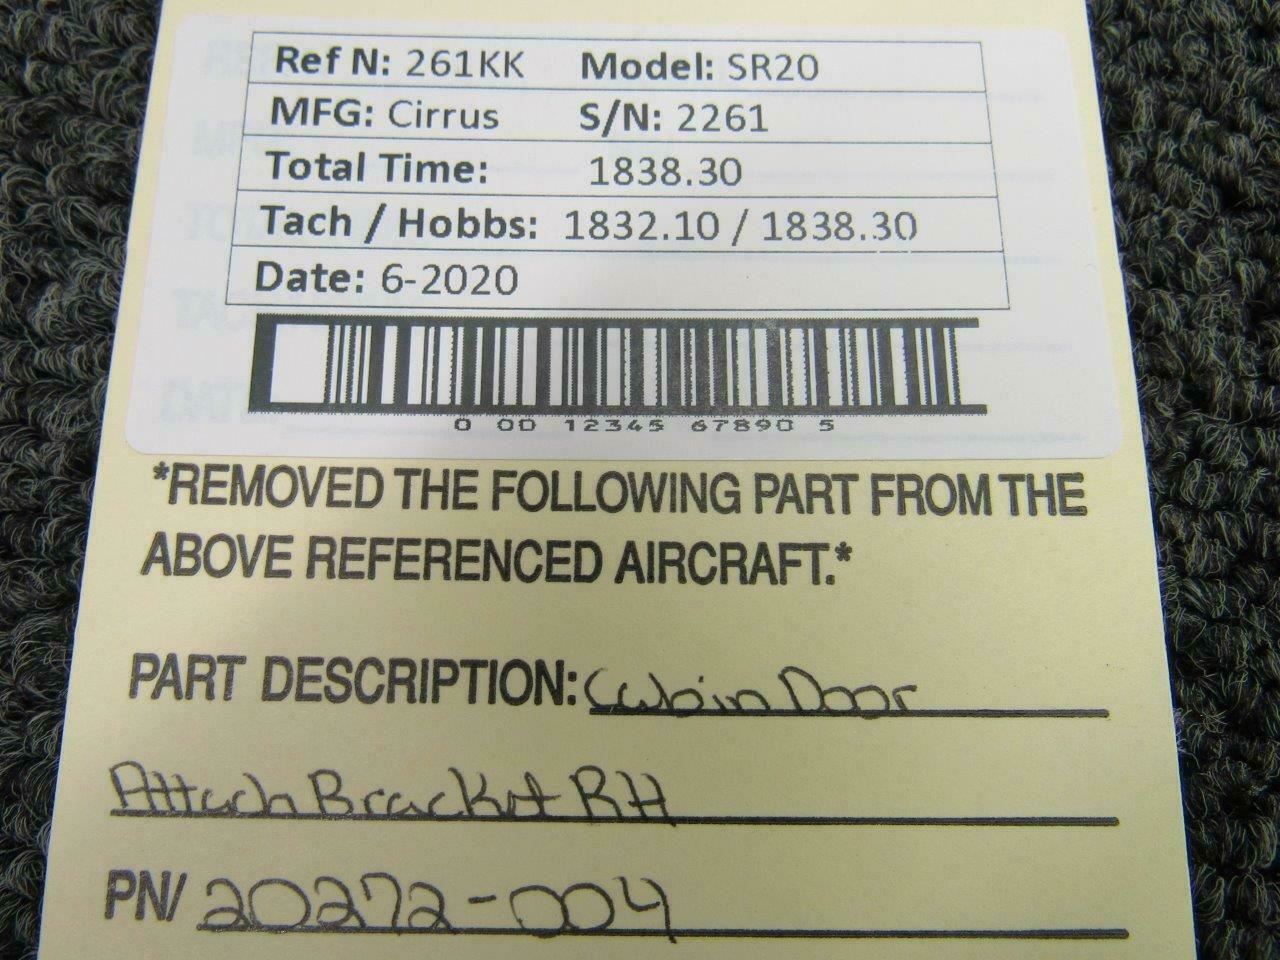 Ref N: 261KK Model: SR20
MFG: Cirrus S/N: 2261
Total Time: 1838.30
Tach / Hobbs: 1832.10 / 1838.30
Date: 6-2020
0 00 12345 67890 5
*REMOVED THE FOLLOWING PART FROM THE
ABOVE REFERENCED AIRCRAFT.*
PART DESCRIPTION: Cabin Door
Attach Bracket RH
PN/ 20272-004